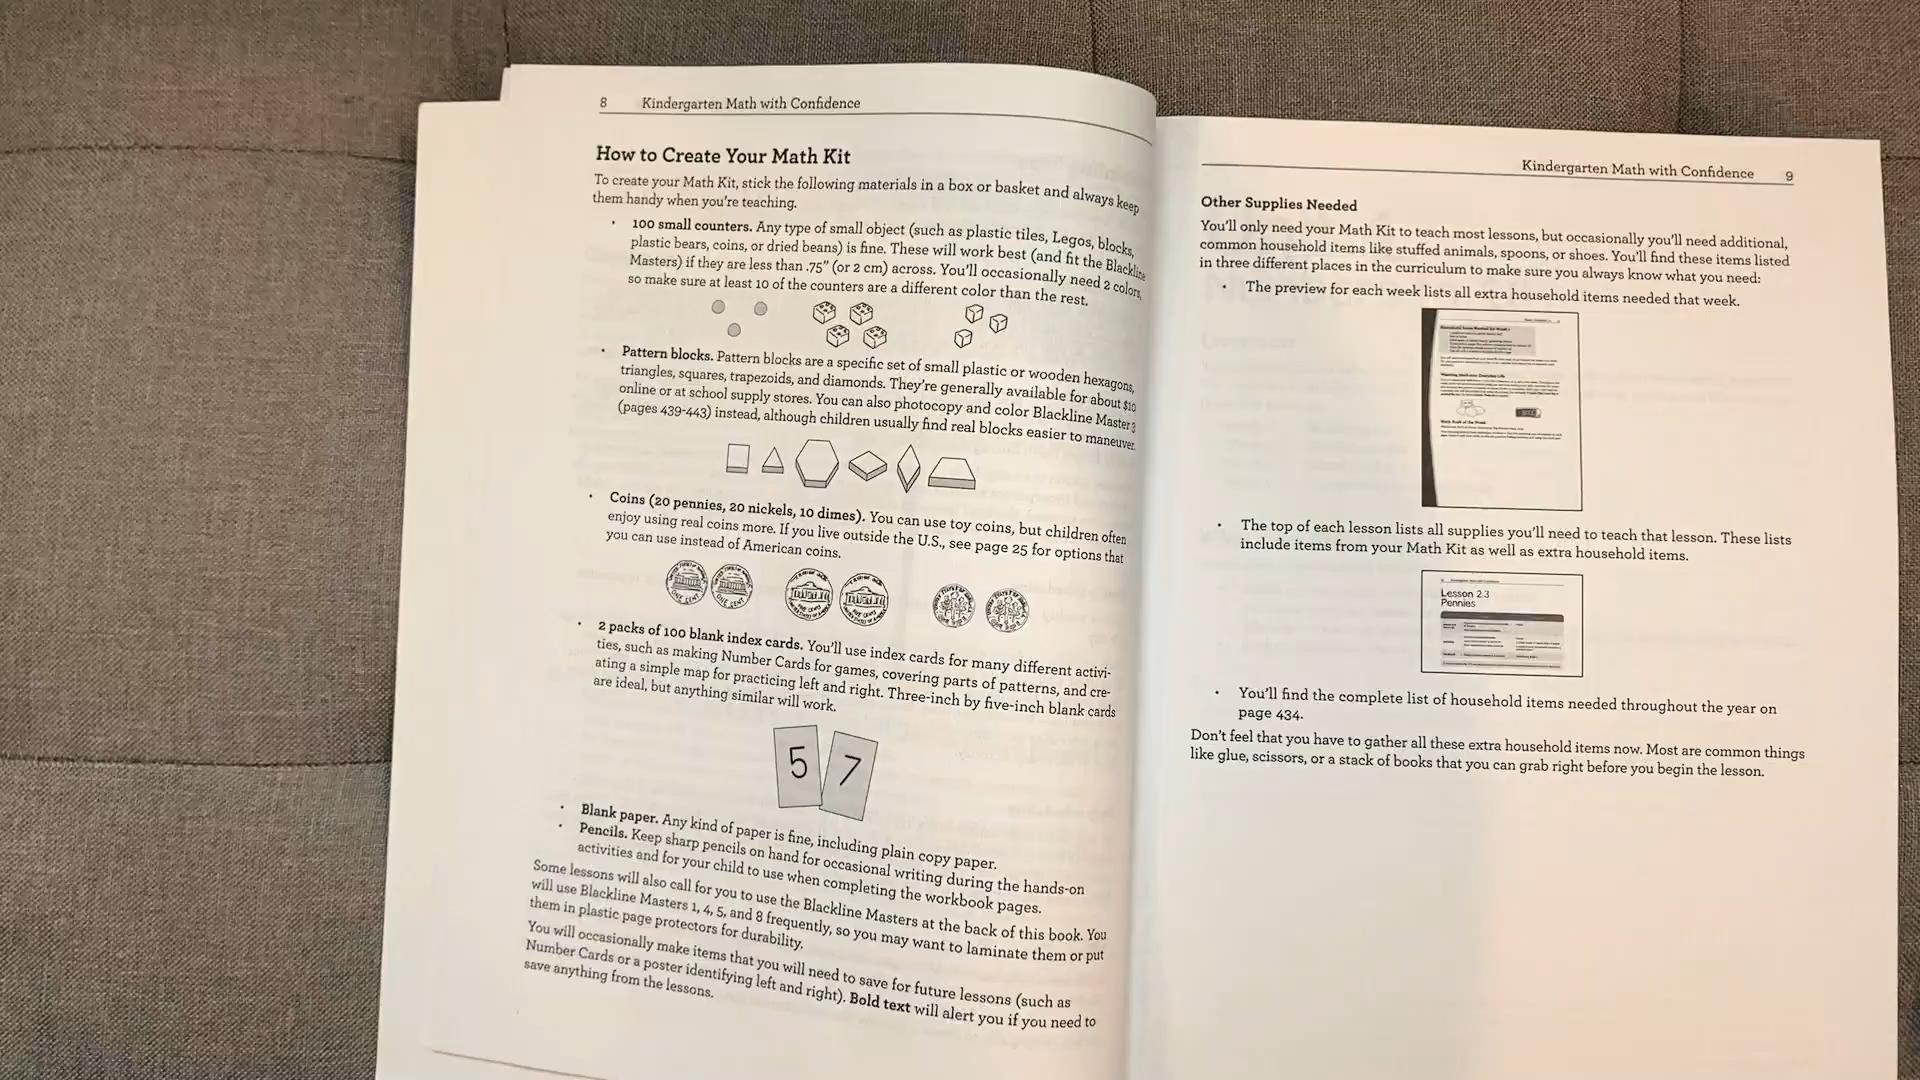 8 Kindergarten Math with Confidence
How to Create Your Math Kit
To create your Math Kit, stick the following materials in a box or basket and always keep
them handy when you're teaching.
• 100 small counters. Any type of small object (such as plastic tiles, Legos, blocks,
plastic bears, coins, or dried beans) is fine. These will work best (and fit the Blackline
Masters) if they are less than .75" (or 2 cm) across. You'll occasionally need 2 colors,
so make sure at least 10 of the counters are a different color than the rest.
• Pattern blocks. Pattern blocks are a specific set of small plastic or wooden hexagons,
triangles, squares, trapezoids, and diamonds. They're generally available for about $10
online or at school supply stores. You can also photocopy and color Blackline Master 3
(pages 439-443) instead, although children usually find real blocks easier to maneuver.
• Coins (20 pennies, 20 nickels, 10 dimes). You can use toy coins, but children often
enjoy using real coins more. If you live outside the U.S., see page 25 for options that
you can use instead of American coins.
ONE CENT
ONE CENT
FIVE CENTS
FIVE CENTS
• 2 packs of 100 blank index cards. You'll use index cards for many different activi-
ties, such as making Number Cards for games, covering parts of patterns, and cre-
ating a simple map for practicing left and right. Three-inch by five-inch blank cards
are ideal, but anything similar will work.
5 7
• Blank paper. Any kind of paper is fine, including plain copy paper.
• Pencils. Keep sharp pencils on hand for occasional writing during the hands-on
activities and for your child to use when completing the workbook pages.
Some lessons will also call for you to use the Blackline Masters at the back of this book. You
will use Blackline Masters 1, 4, 5, and 8 frequently, so you may want to laminate them or put
them in plastic page protectors for durability.
You will occasionally make items that you will need to save for future lessons (such as
Number Cards or a poster identifying left and right). Bold text will alert you if you need to
save anything from the lessons.
Kindergarten Math with Confidence 9
Other Supplies Needed
You'll only need your Math Kit to teach most lessons, but occasionally you'll need additional,
common household items like stuffed animals, spoons, or shoes. You'll find these items listed
in three different places in the curriculum to make sure you always know what you need:
• The preview for each week lists all extra household items needed that week.
• The top of each lesson lists all supplies you'll need to teach that lesson. These lists
include items from your Math Kit as well as extra household items.
Lesson 2.3
Pennies
• You'll find the complete list of household items needed throughout the year on
page 434.
Don't feel that you have to gather all these extra household items now. Most are common things
like glue, scissors, or a stack of books that you can grab right before you begin the lesson.